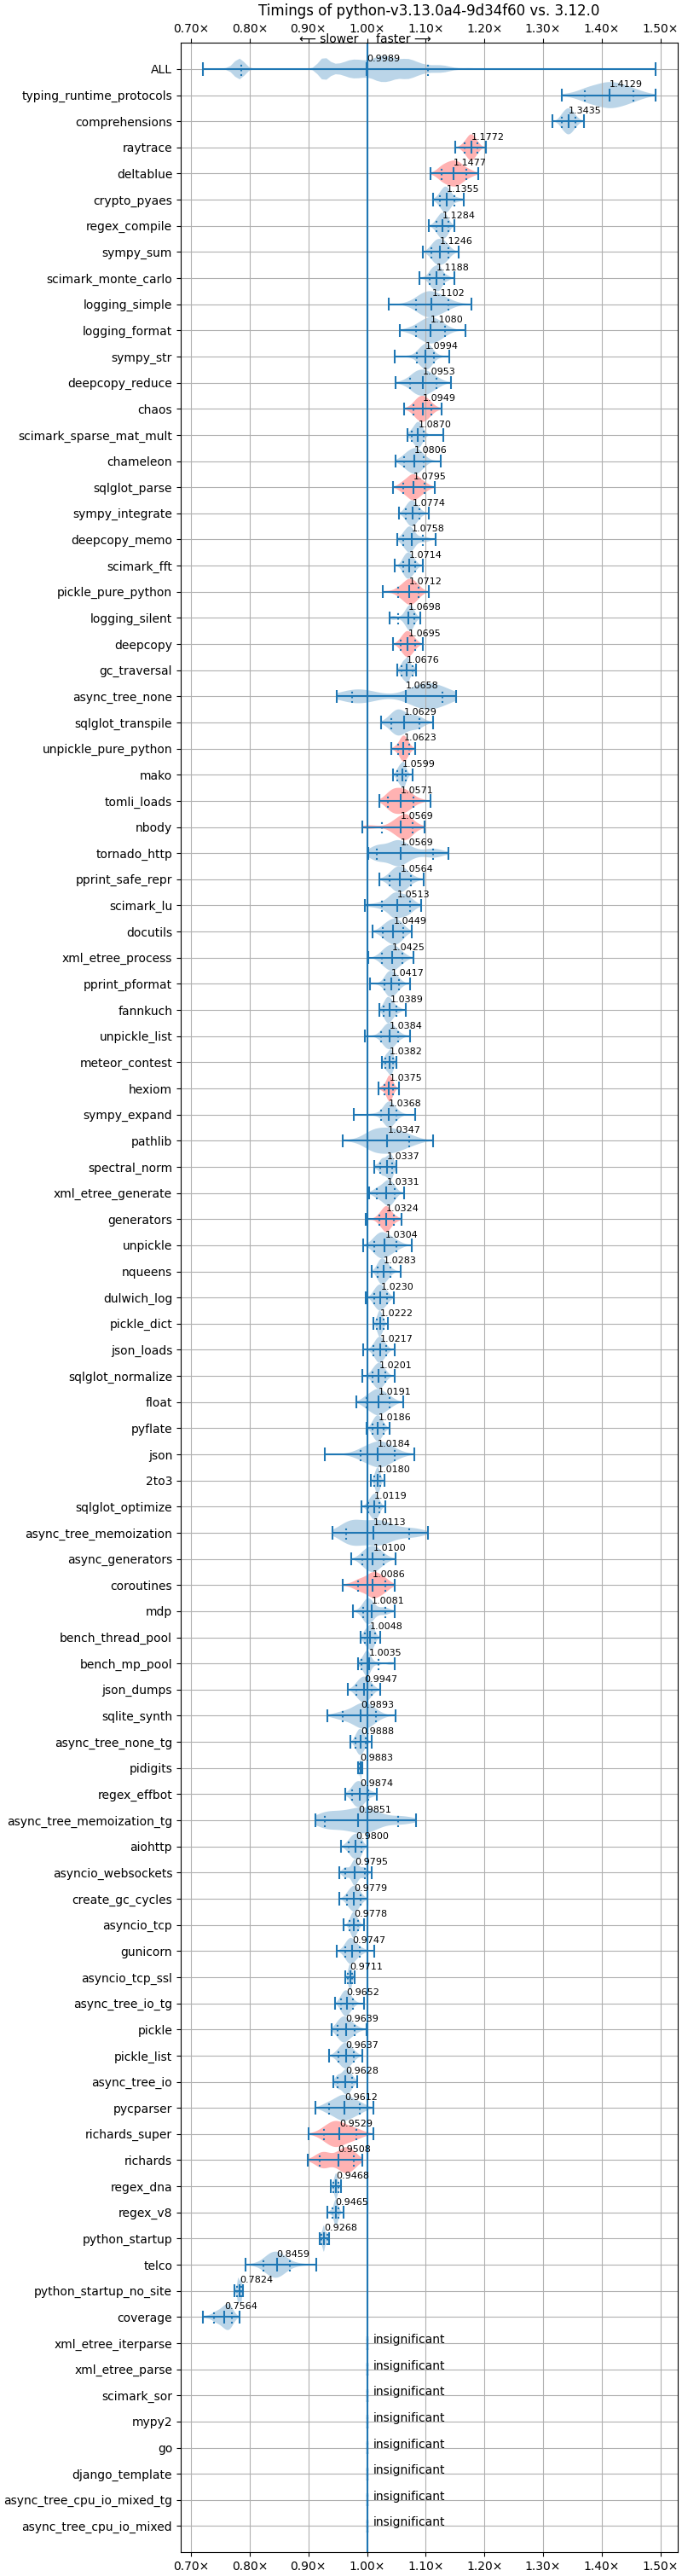 Timings of python-v3.13.0a4-9d34f60 vs. 3.12.0
0.70× 0.80× 0.90× 1.00× 1.10× 1.20× 1.30× 1.40× 1.50×
⟵ slower faster ⟶
ALL 0.9989
typing_runtime_protocols 1.4129
comprehensions 1.3435
raytrace 1.1772
deltablue 1.1477
crypto_pyaes 1.1355
regex_compile 1.1284
sympy_sum 1.1246
scimark_monte_carlo 1.1188
logging_simple 1.1102
logging_format 1.1080
sympy_str 1.0994
deepcopy_reduce 1.0953
chaos 1.0949
scimark_sparse_mat_mult 1.0870
chameleon 1.0806
sqlglot_parse 1.0795
sympy_integrate 1.0774
deepcopy_memo 1.0758
scimark_fft 1.0714
pickle_pure_python 1.0712
logging_silent 1.0698
deepcopy 1.0695
gc_traversal 1.0676
async_tree_none 1.0658
sqlglot_transpile 1.0629
unpickle_pure_python 1.0623
mako 1.0599
tomli_loads 1.0571
nbody 1.0569
tornado_http 1.0569
pprint_safe_repr 1.0564
scimark_lu 1.0513
docutils 1.0449
xml_etree_process 1.0425
pprint_pformat 1.0417
fannkuch 1.0389
unpickle_list 1.0384
meteor_contest 1.0382
hexiom 1.0375
sympy_expand 1.0368
pathlib 1.0347
spectral_norm 1.0337
xml_etree_generate 1.0331
generators 1.0324
unpickle 1.0304
nqueens 1.0283
dulwich_log 1.0230
pickle_dict 1.0222
json_loads 1.0217
sqlglot_normalize 1.0201
float 1.0191
pyflate 1.0186
json 1.0184
2to3 1.0180
sqlglot_optimize 1.0119
async_tree_memoization 1.0113
async_generators 1.0100
coroutines 1.0086
mdp 1.0081
bench_thread_pool 1.0048
bench_mp_pool 1.0035
json_dumps 0.9947
sqlite_synth 0.9893
async_tree_none_tg 0.9888
pidigits 0.9883
regex_effbot 0.9874
async_tree_memoization_tg 0.9851
aiohttp 0.9800
asyncio_websockets 0.9795
create_gc_cycles 0.9779
asyncio_tcp 0.9778
gunicorn 0.9747
asyncio_tcp_ssl 0.9711
async_tree_io_tg 0.9652
pickle 0.9639
pickle_list 0.9637
async_tree_io 0.9628
pycparser 0.9612
richards_super 0.9529
richards 0.9508
regex_dna 0.9468
regex_v8 0.9465
python_startup 0.9268
telco 0.8459
python_startup_no_site 0.7824
coverage 0.7564
xml_etree_iterparse insignificant
xml_etree_parse insignificant
scimark_sor insignificant
mypy2 insignificant
go insignificant
django_template insignificant
async_tree_cpu_io_mixed_tg insignificant
async_tree_cpu_io_mixed insignificant
0.70× 0.80× 0.90× 1.00× 1.10× 1.20× 1.30× 1.40× 1.50×